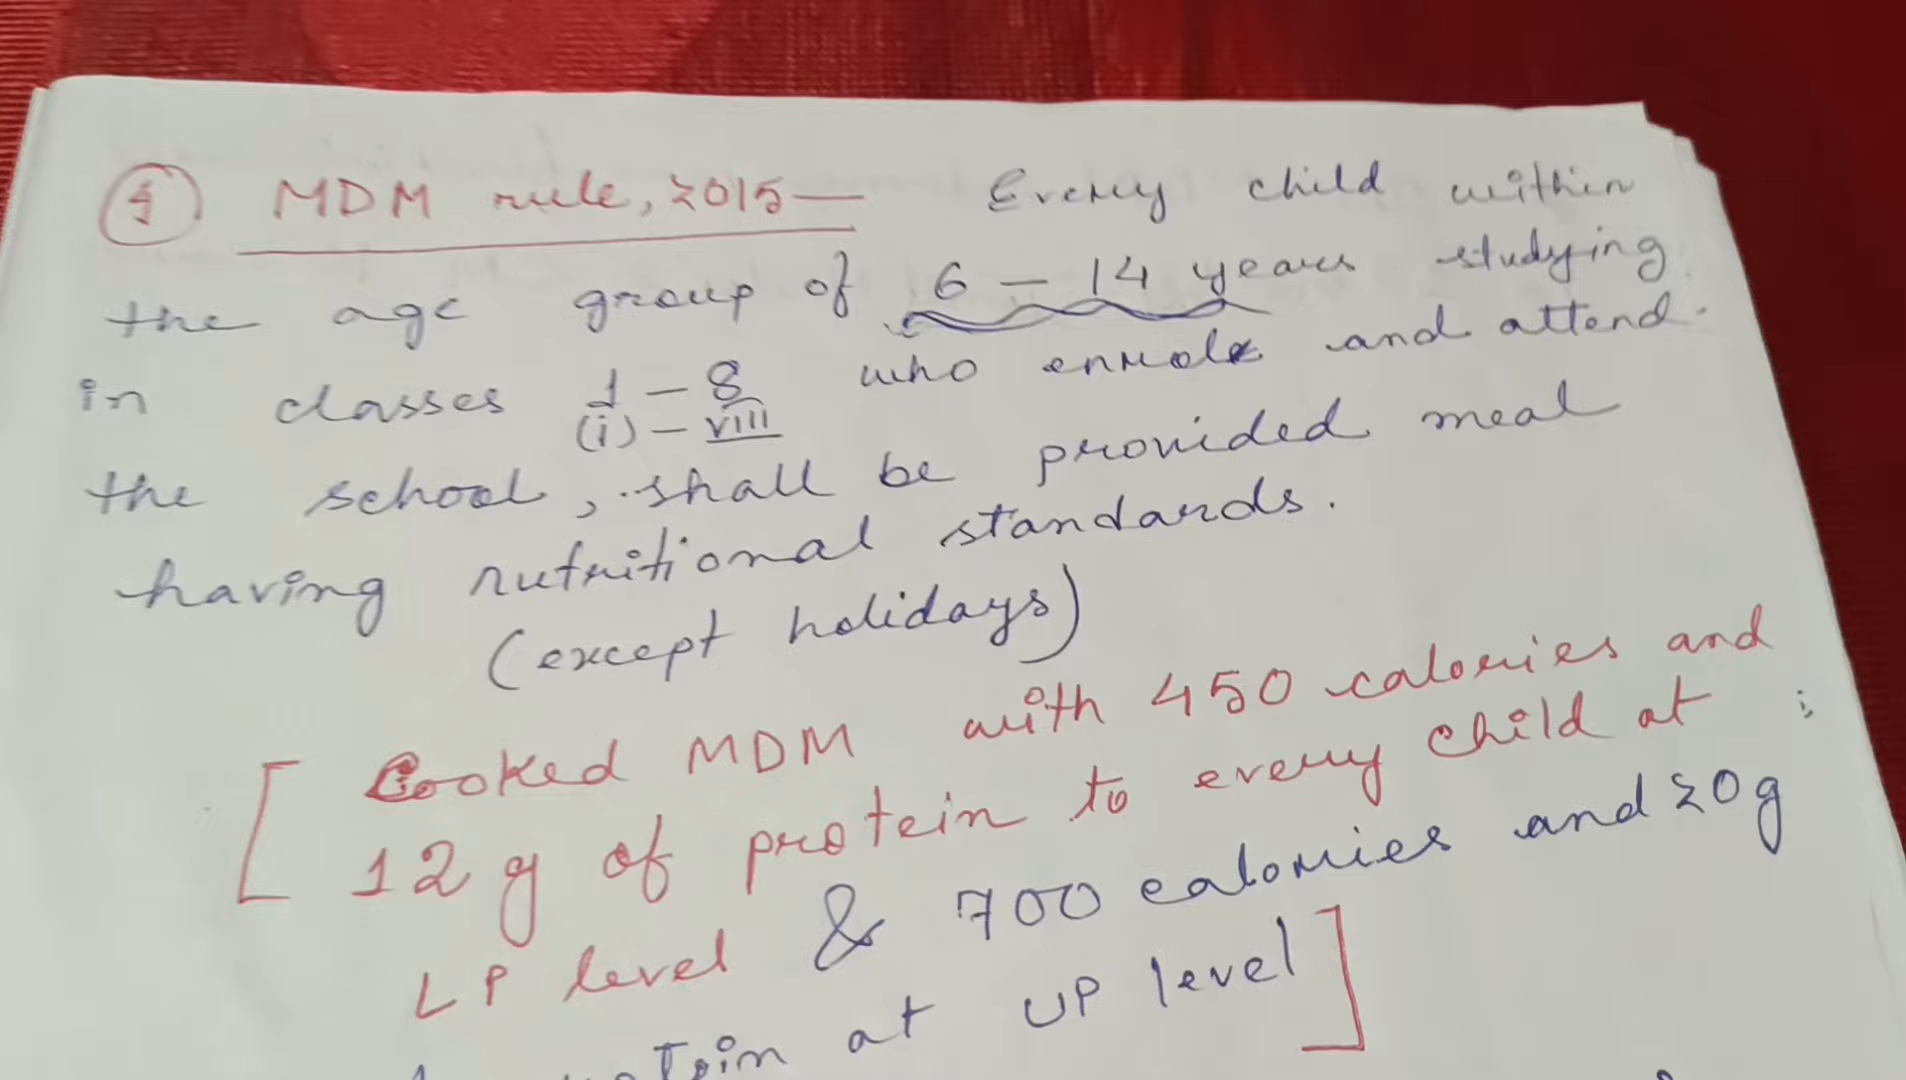 ④ MDM rule, 2015— Every child within
the age group of 6 – 14 years studying
in classes 1 – 8 who enrole and attend
(i) – viii
the school, shall be provided meal
having nutritional standards.
(except holidays)
[ Cooked MDM with 450 calories and
12 g of protein to every child at
LP level & 700 calories and 20g
at UP level ]